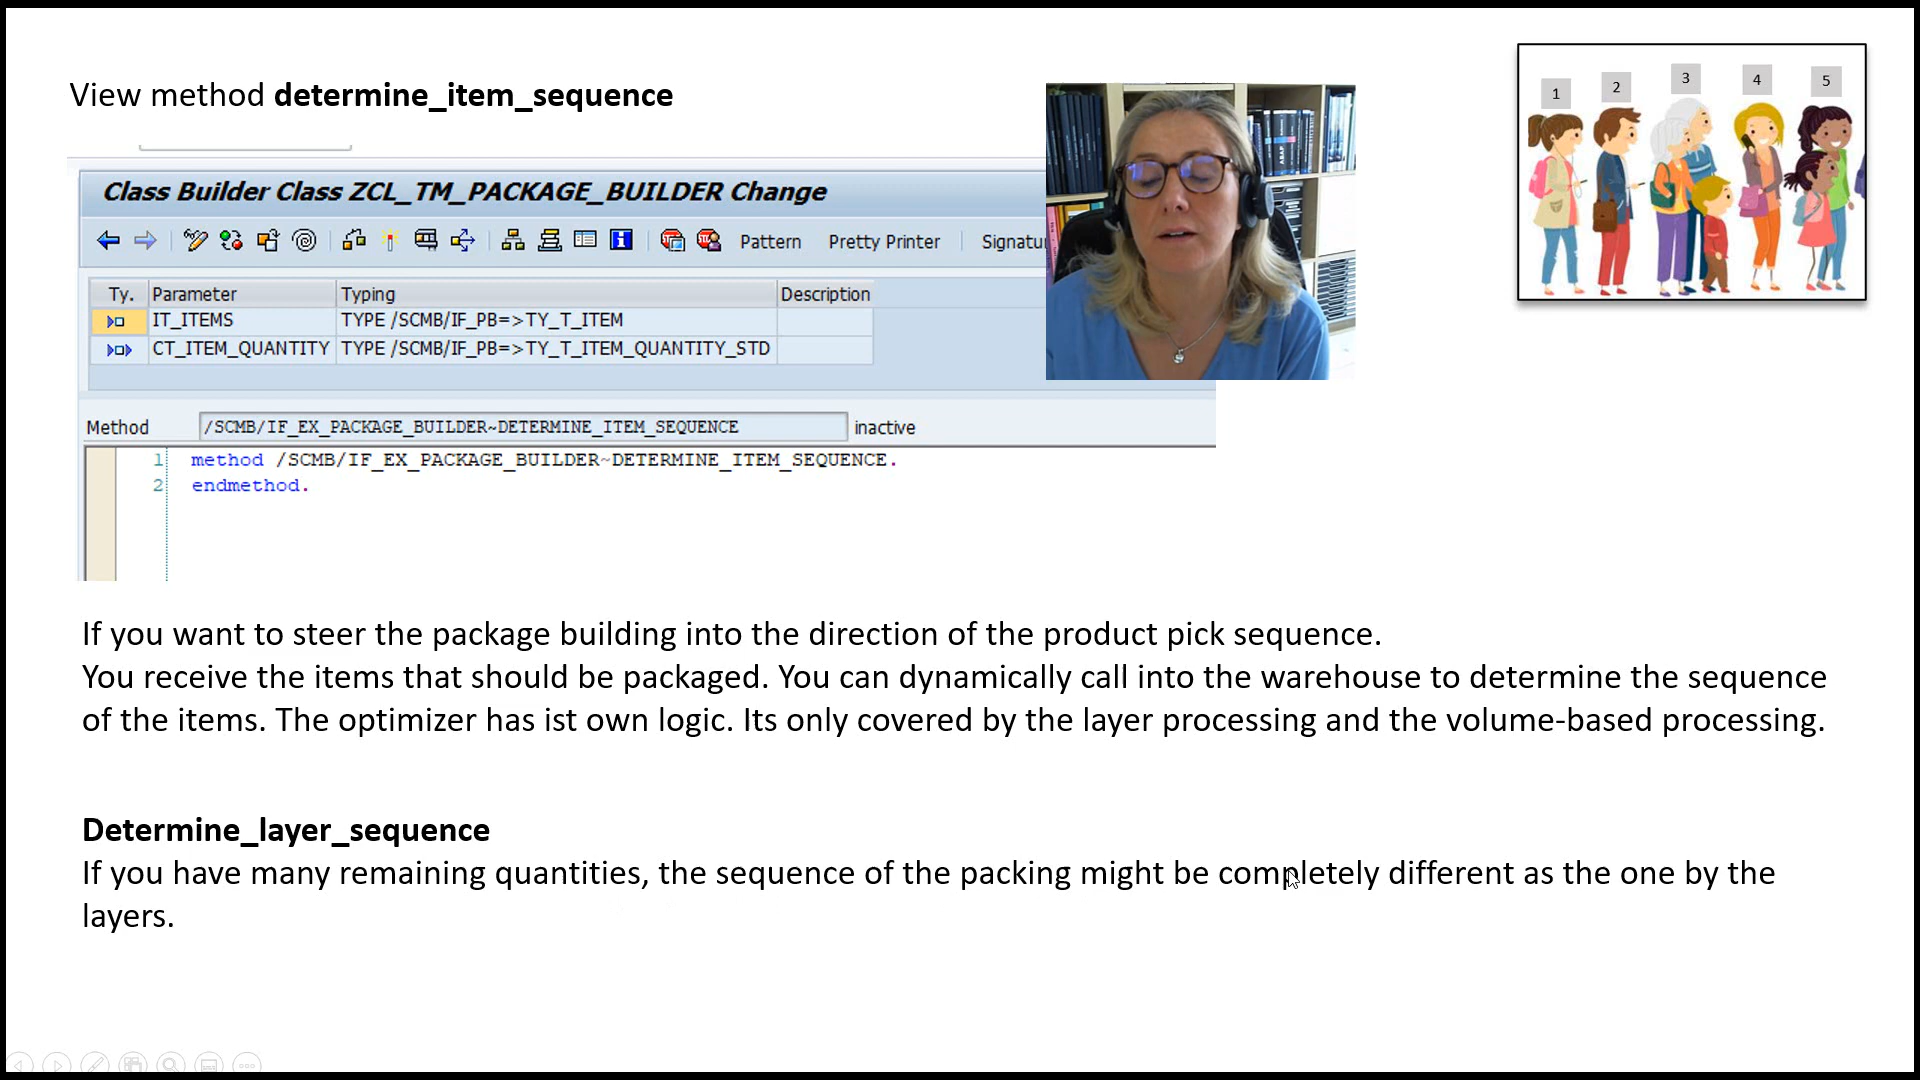 View method determine_item_sequence
1 2 3 4 5
Class Builder Class ZCL_TM_PACKAGE_BUILDER Change
Pattern Pretty Printer
Ty. Parameter Typing Description
IT_ITEMS TYPE /SCMB/IF_PB=>TY_T_ITEM
CT_ITEM_QUANTITY TYPE /SCMB/IF_PB=>TY_T_ITEM_QUANTITY_STD
Method /SCMB/IF_EX_PACKAGE_BUILDER~DETERMINE_ITEM_SEQUENCE inactive
1 method /SCMB/IF_EX_PACKAGE_BUILDER~DETERMINE_ITEM_SEQUENCE.
2 endmethod.
If you want to steer the package building into the direction of the product pick sequence.
You receive the items that should be packaged. You can dynamically call into the warehouse to determine the sequence
of the items. The optimizer has ist own logic. Its only covered by the layer processing and the volume-based processing.
Determine_layer_sequence
If you have many remaining quantities, the sequence of the packing might be completely different as the one by the
layers.